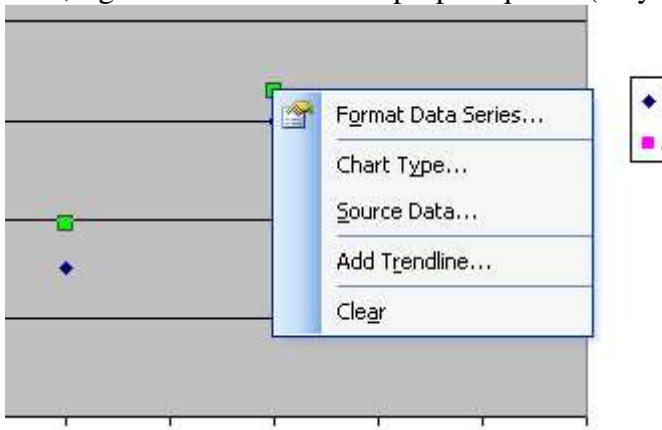 Format Data Series...
Chart Type...
Source Data...
Add Trendline...
Clear